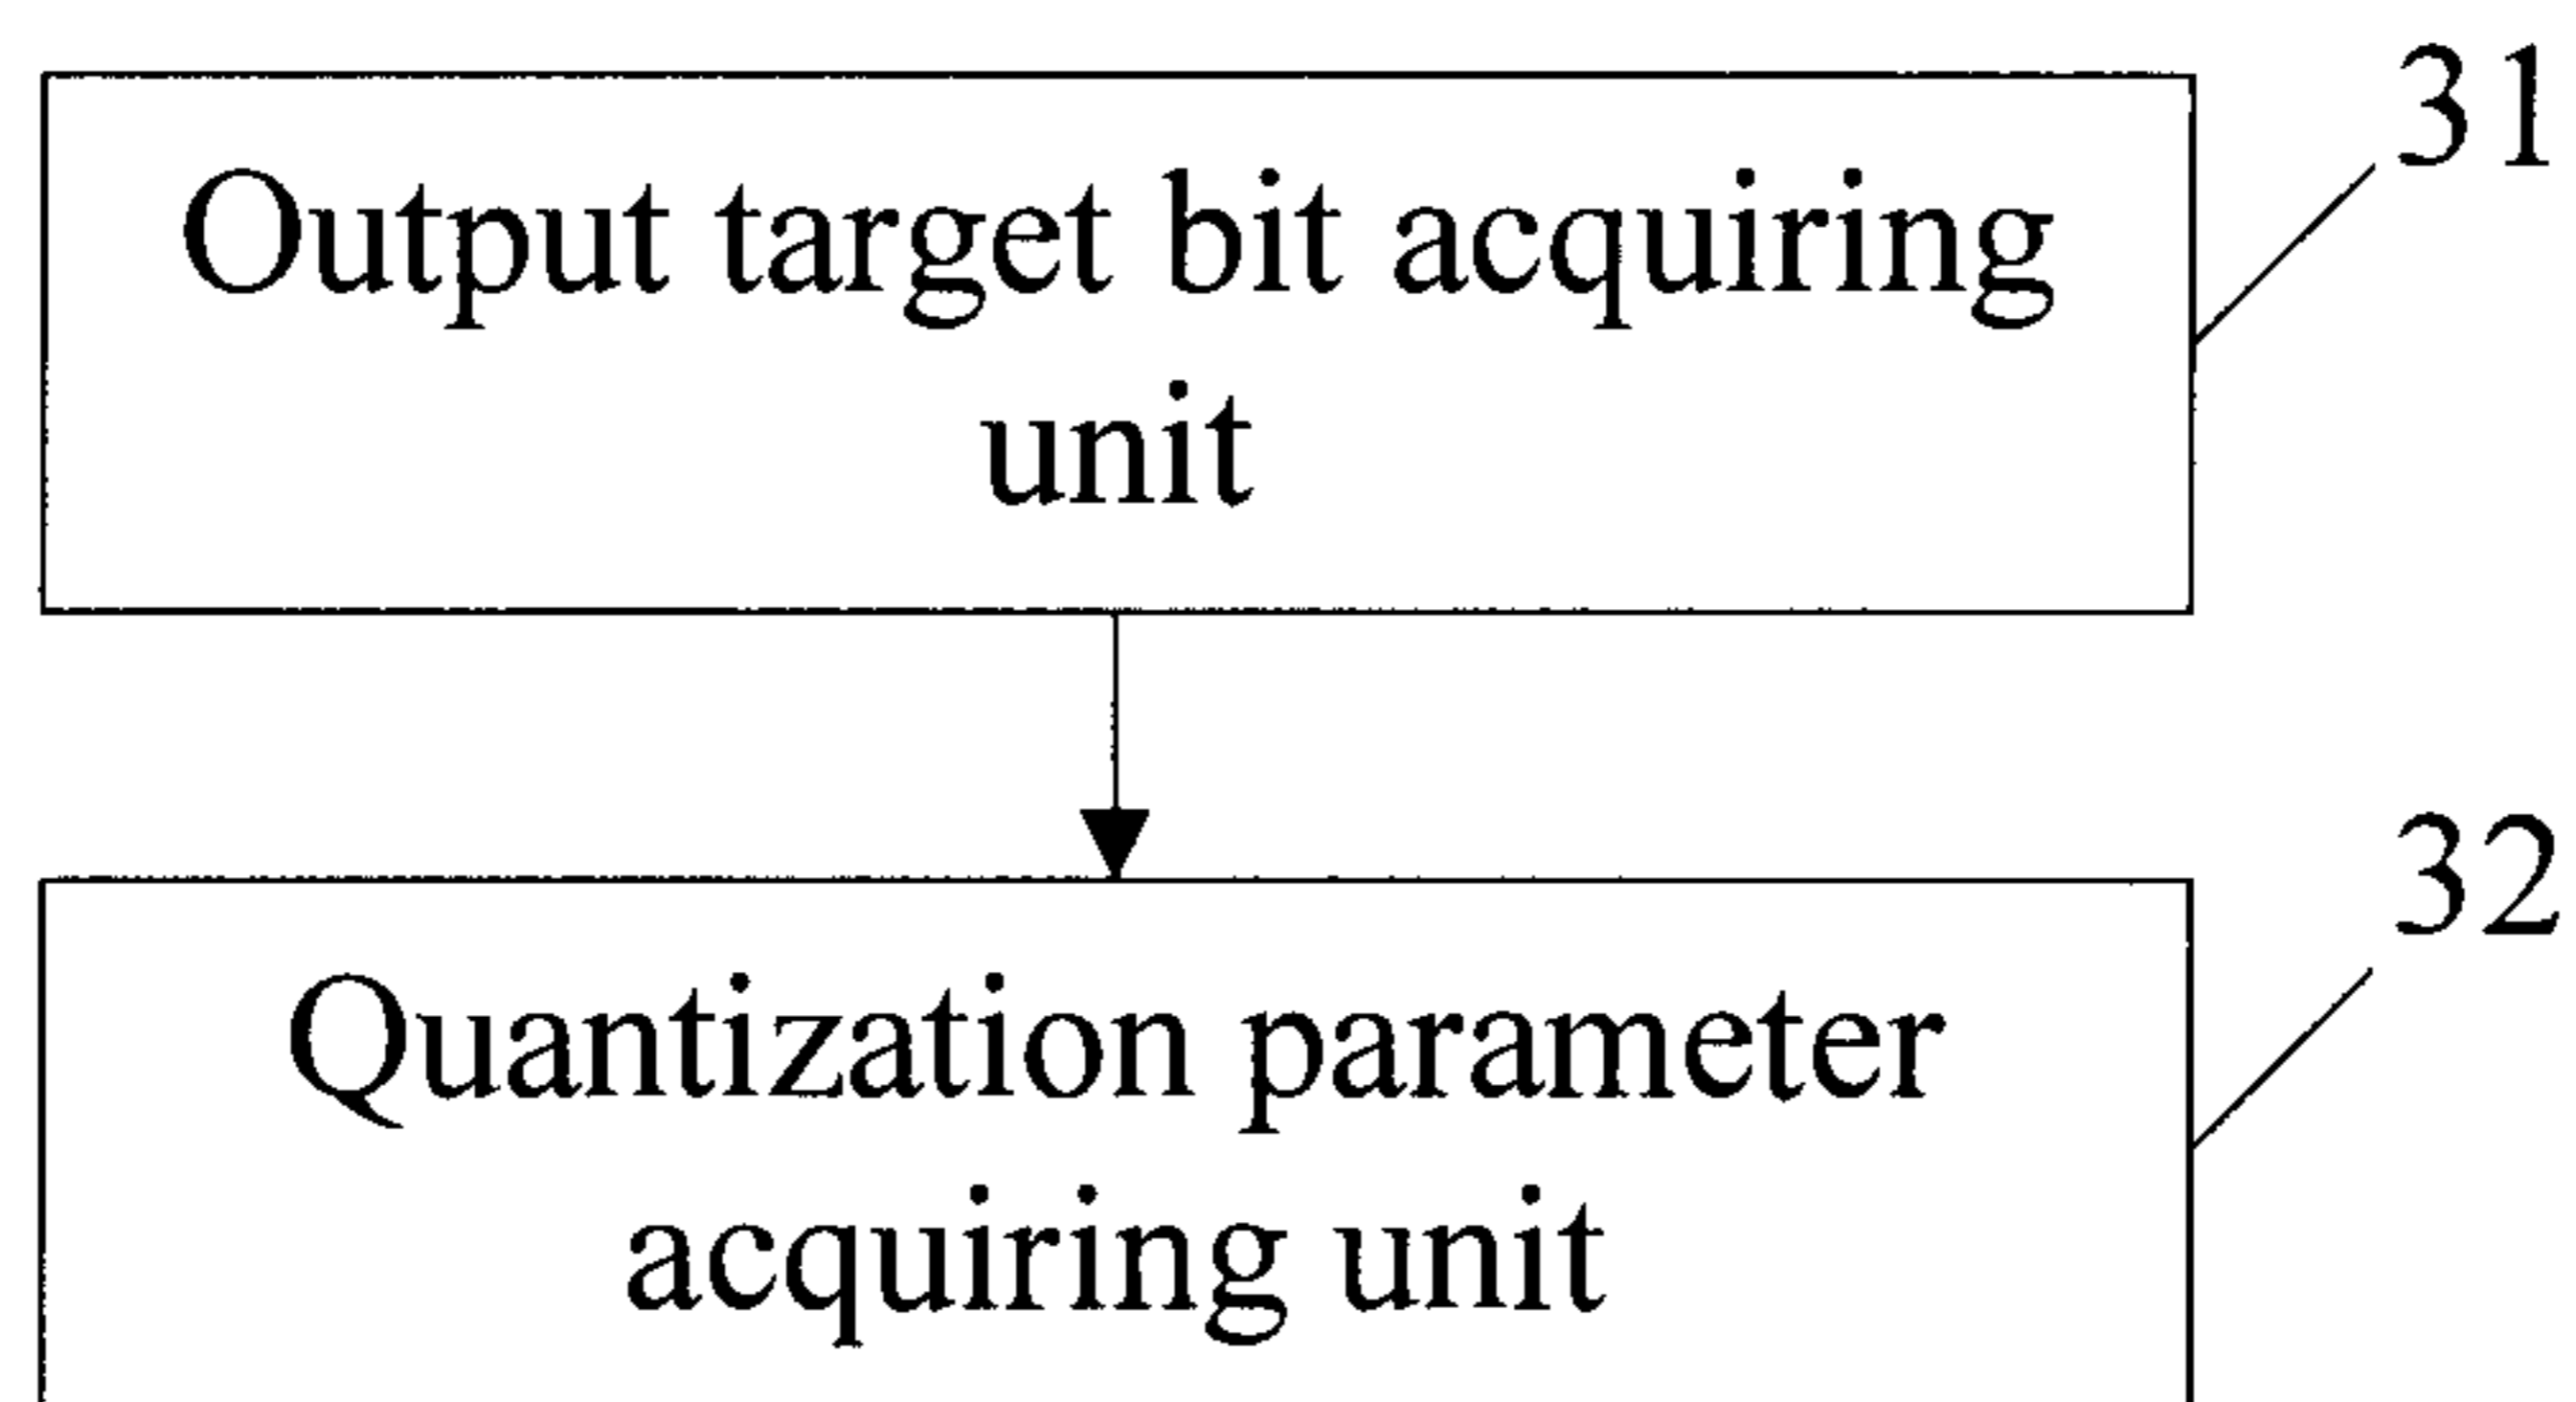 31
Output target bit acquiring
unit
32
Quantization parameter
acquiring unit